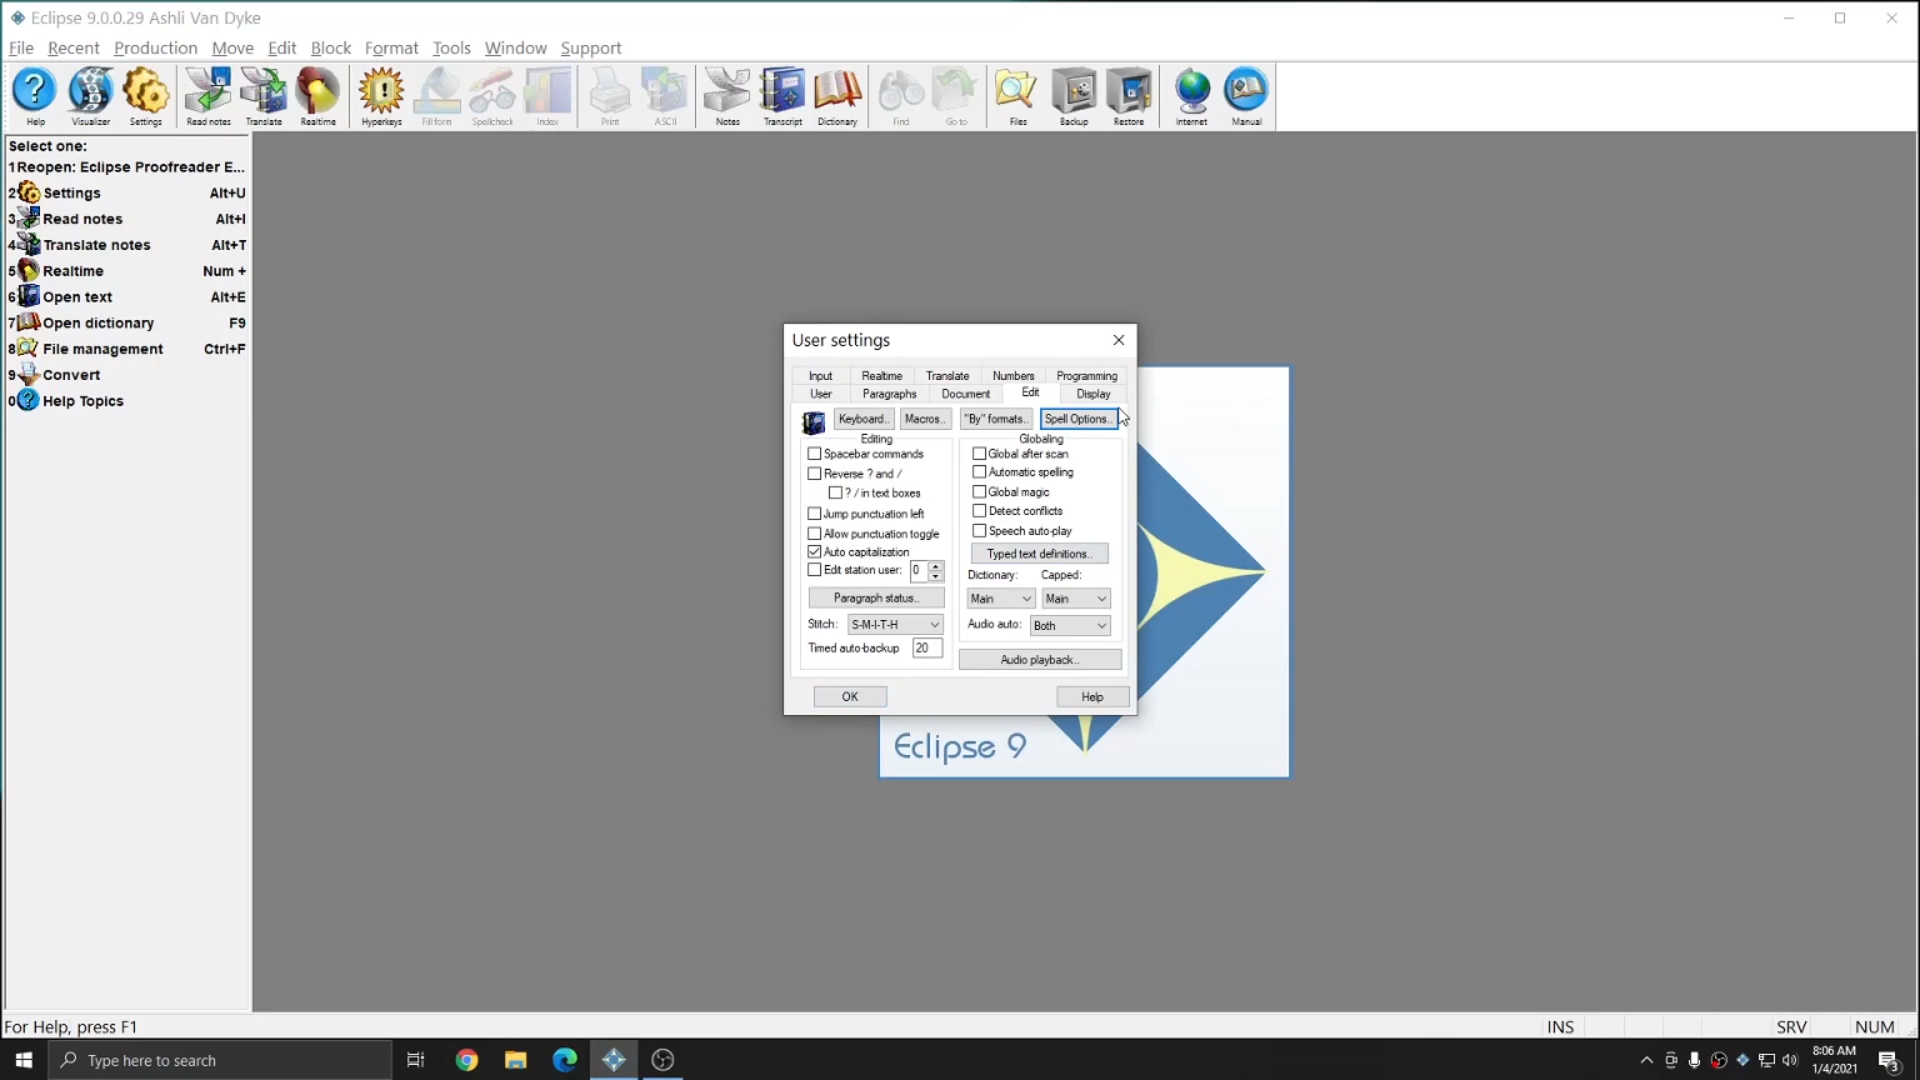 Eclipse 9.0.0.29 Ashli Van Dyke
File Recent Production Move Edit Block Format Tools Window Support
Help Visualizer Settings Read notes Translate Realtime Hyperkeys Fill form Spellcheck Index Print ASCII Notes Transcript Dictionary Find Go to Files Backup Restore Internet Manual
Select one:
1Reopen: Eclipse Proofreader E...
2 Settings Alt+U
3 Read notes Alt+I
4 Translate notes Alt+T
5 Realtime Num +
6 Open text Alt+E
7 Open dictionary F9
8 File management Ctrl+F
9 Convert
0 Help Topics
User settings
Input Realtime Translate Numbers Programming
User Paragraphs Document Edit Display
Keyboard.. Macros.. "By" formats.. Spell Options..
Editing
Spacebar commands
Reverse ? and /
? / in text boxes
Jump punctuation left
Allow punctuation toggle
Auto capitalization
Edit station user: 0
Paragraph status..
Stitch: S-M-I-T-H
Timed auto-backup 20
Globaling
Global after scan
Automatic spelling
Global magic
Detect conflicts
Speech auto-play
Typed text definitions..
Dictionary: Capped:
Main Main
Audio auto: Both
Audio playback..
OK Help
Eclipse 9
For Help, press F1
INS SRV NUM
Type here to search
8:06 AM
1/4/2021
3